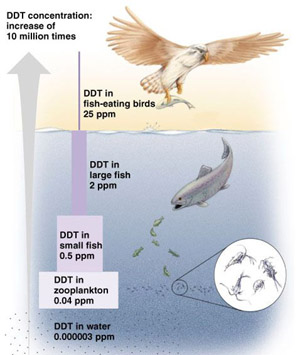 DDT concentration:
increase of
10 million times
DDT in
fish-eating birds
25 ppm
DDT in
large fish
2 ppm
DDT in
small fish
0.5 ppm
DDT in
zooplankton
0.04 ppm
DDT in water
0.000003 ppm